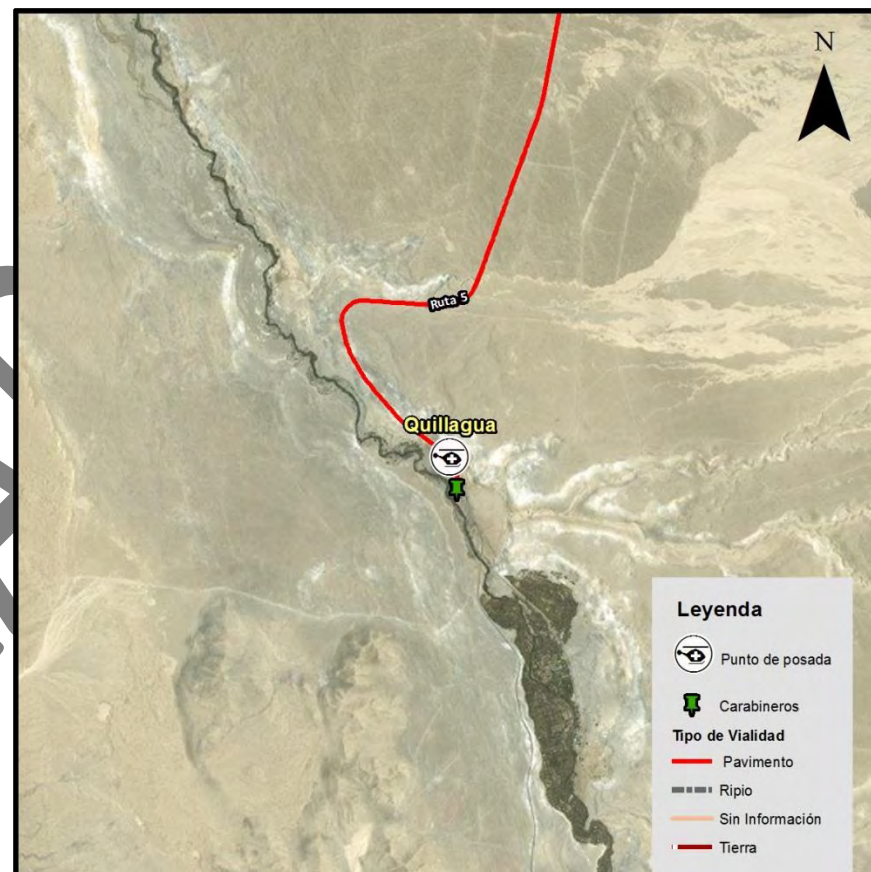 N
Ruta 5
Quillagua
Leyenda
Punto de posada
Carabineros
Tipo de Vialidad
Pavimento
Ripio
Sin Información
Tierra